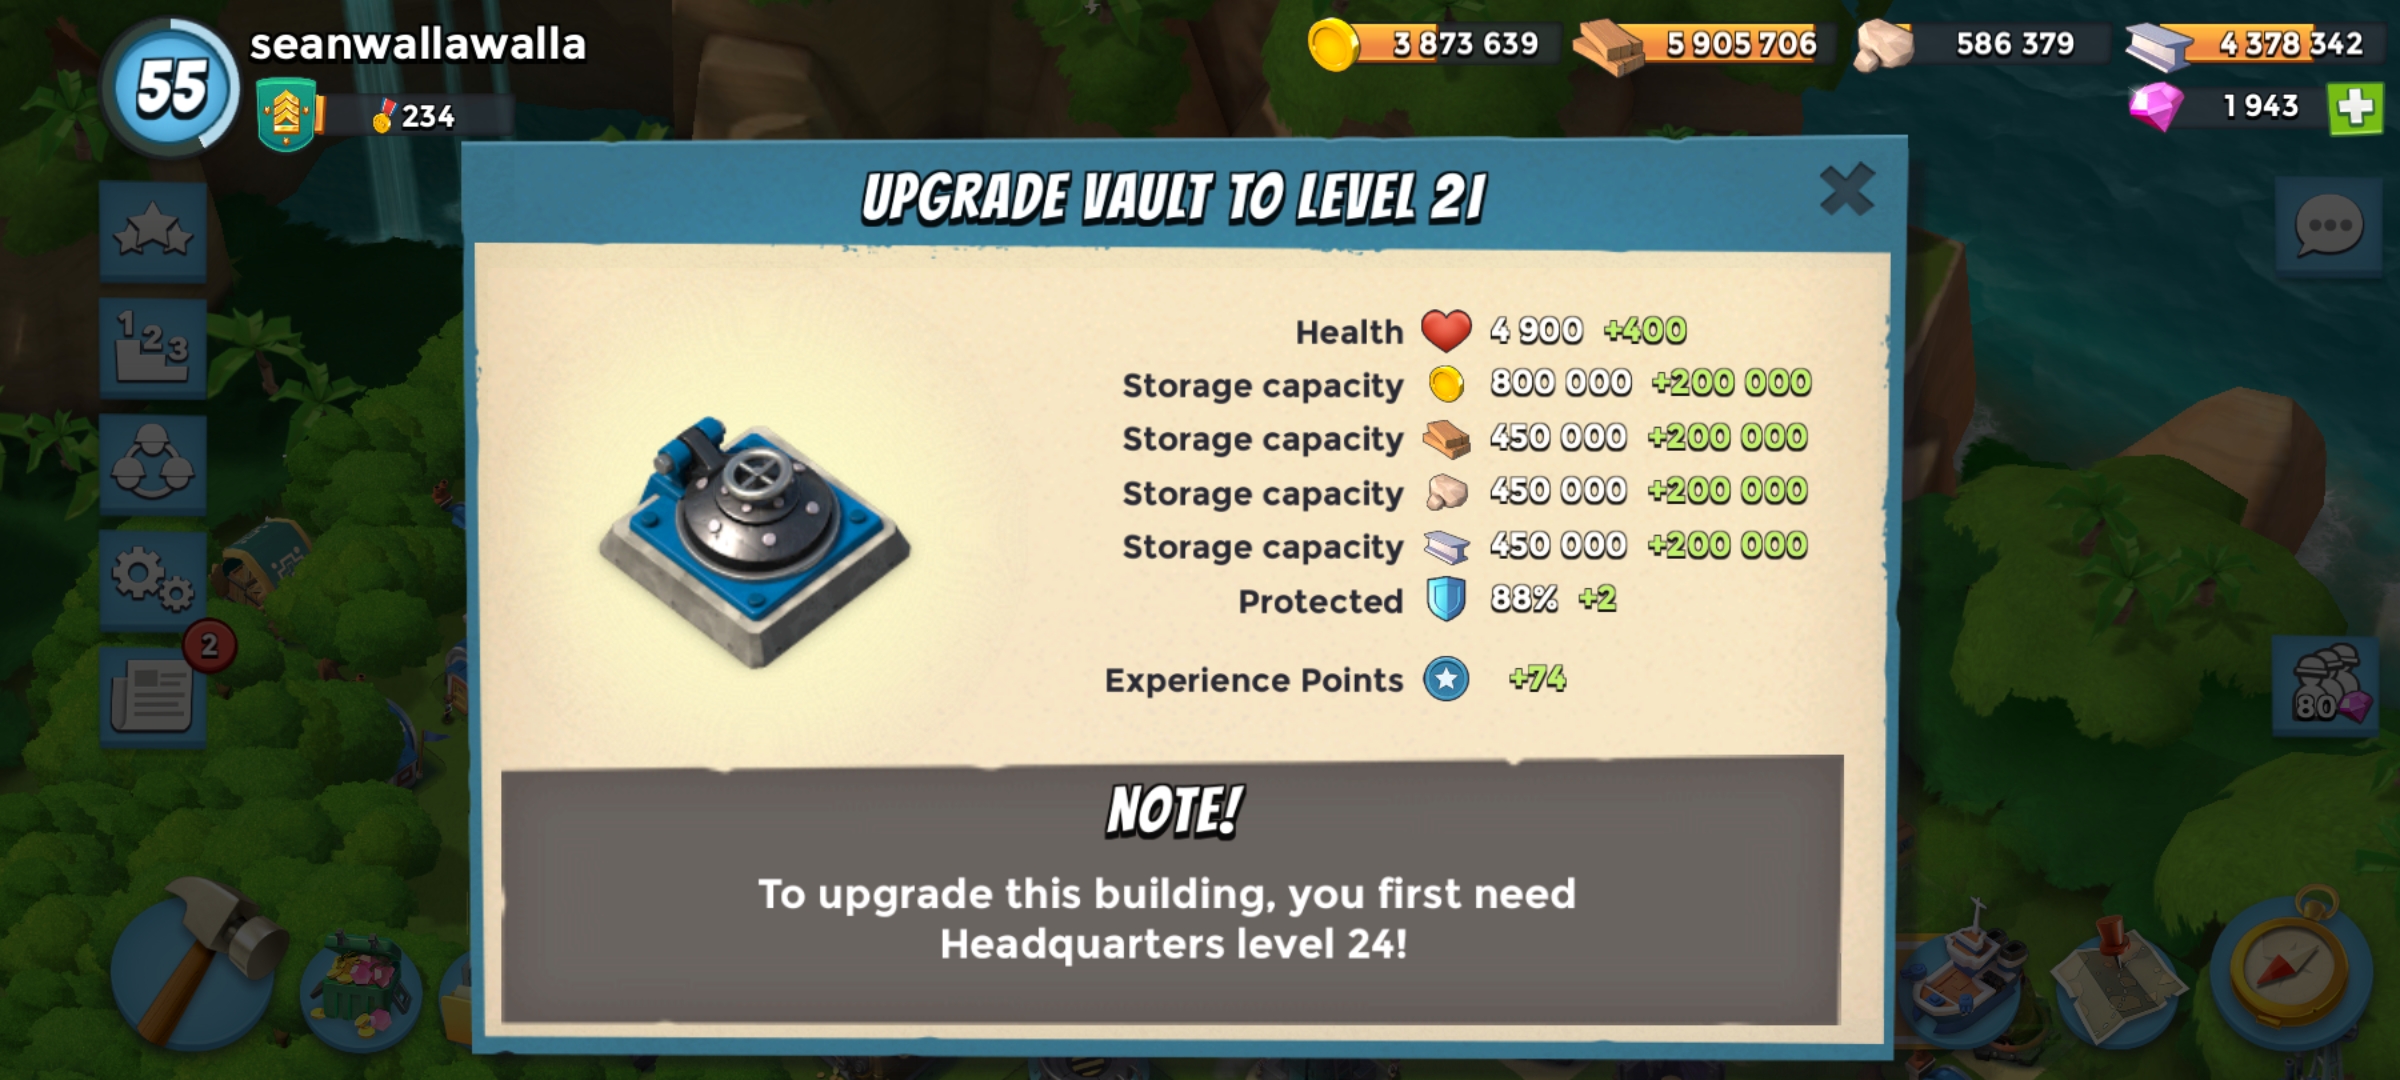 55
seanwallawalla
234
3 873 639
5 905 706
586 379
4 378 342
1 943
UPGRADE VAULT TO LEVEL 21
1 2 3
Health 4 900 +400
Storage capacity 800 000 +200 000
Storage capacity 450 000 +200 000
Storage capacity 450 000 +200 000
Storage capacity 450 000 +200 000
Protected 88% +2
Experience Points +74
2
80
NOTE!
To upgrade this building, you first need
Headquarters level 24!